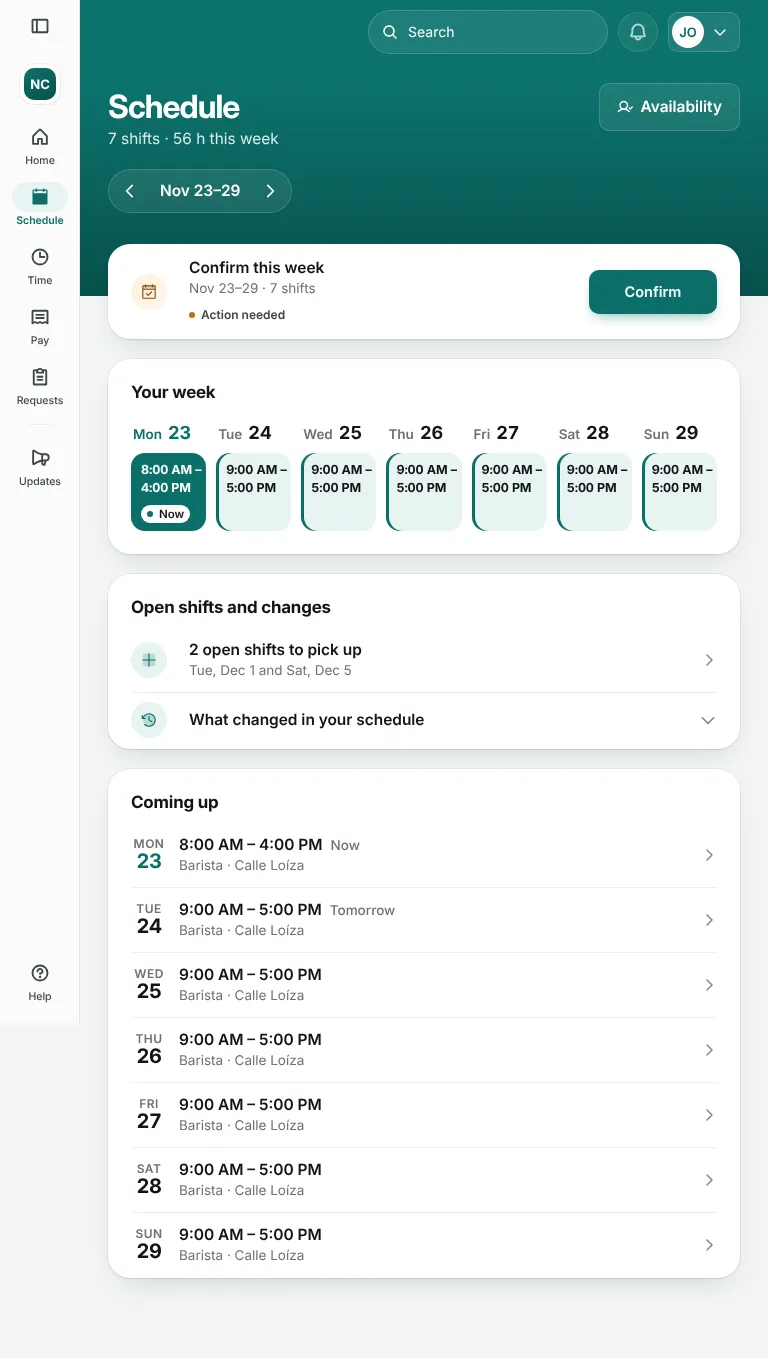 Search
JO
NC
Home
Schedule
Time
Pay
Requests
Updates
Help
Schedule
7 shifts · 56 h this week
Availability
Nov 23–29
Confirm this week
Nov 23–29 · 7 shifts
Action needed
Confirm
Your week
Mon 23
Tue 24
Wed 25
Thu 26
Fri 27
Sat 28
Sun 29
8:00 AM –
4:00 PM
Now
9:00 AM –
5:00 PM
9:00 AM –
5:00 PM
9:00 AM –
5:00 PM
9:00 AM –
5:00 PM
9:00 AM –
5:00 PM
9:00 AM –
5:00 PM
Open shifts and changes
2 open shifts to pick up
Tue, Dec 1 and Sat, Dec 5
What changed in your schedule
Coming up
MON
23
8:00 AM – 4:00 PM Now
Barista · Calle Loíza
TUE
24
9:00 AM – 5:00 PM Tomorrow
Barista · Calle Loíza
WED
25
9:00 AM – 5:00 PM
Barista · Calle Loíza
THU
26
9:00 AM – 5:00 PM
Barista · Calle Loíza
FRI
27
9:00 AM – 5:00 PM
Barista · Calle Loíza
SAT
28
9:00 AM – 5:00 PM
Barista · Calle Loíza
SUN
29
9:00 AM – 5:00 PM
Barista · Calle Loíza